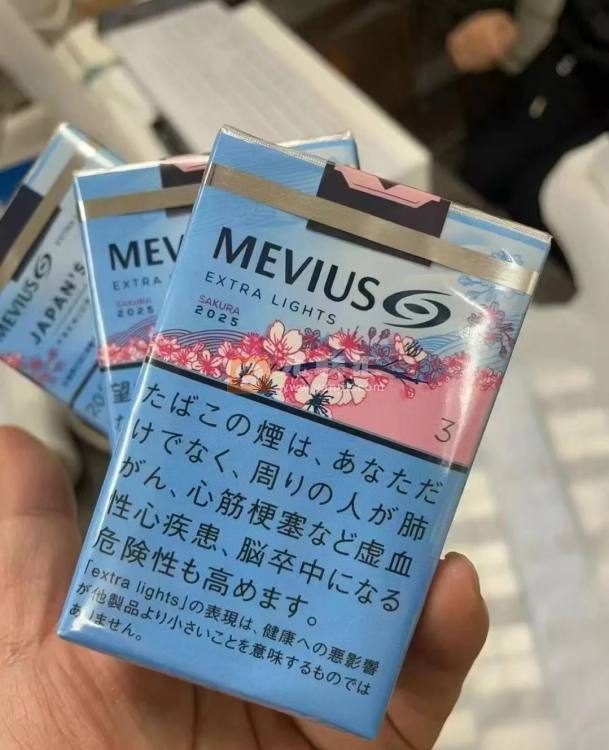 MEVIUS
EXTRA LIGHTS
SAKURA
2025
3
たばこの煙は、あなただ
けでなく、周りの人が肺
がん、心筋梗塞など虚血
性心疾患、脳卒中になる
危険性も高めます。
「extra lights」の表現は、健康への悪影響
が他製品より小さいことを意味するものでは
ありません。
MEV
EXTRA
SAKURA
2025
望
MEVIUS
EXTRA
JAPAN'S
20